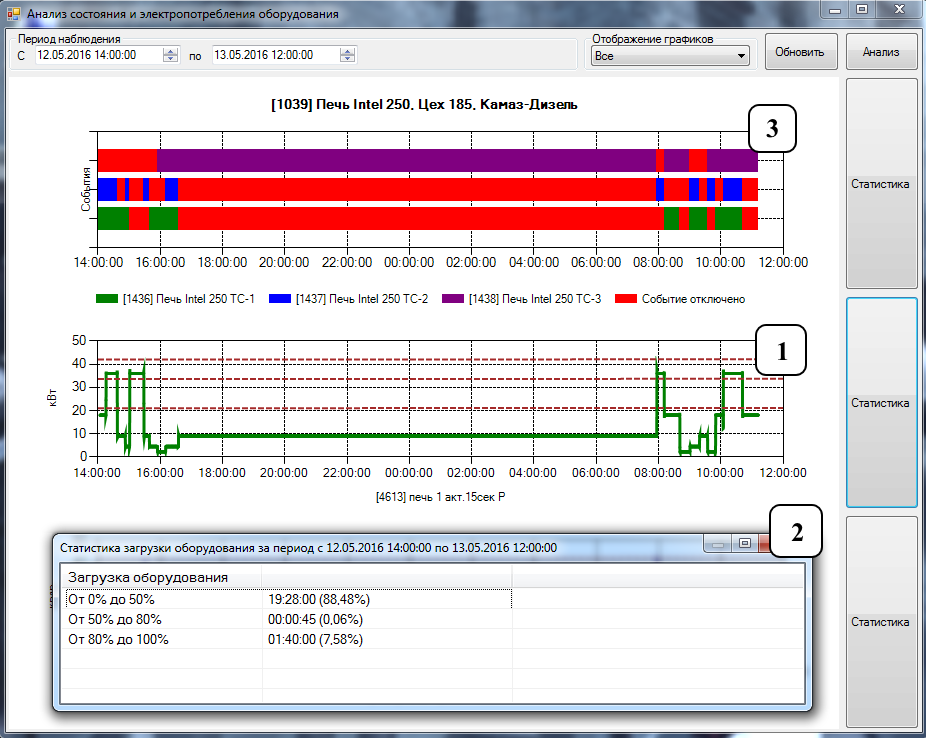 Анализ состояния и электропотребления оборудования
Период наблюдения
С 12.05.2016 14:00:00 по 13.05.2016 12:00:00
Отображение графиков
Все
Обновить
Анализ
[1039] Печь Intel 250, Цех 185, Камаз-Дизель
3
События
14:00:00 16:00:00 18:00:00 20:00:00 22:00:00 00:00:00 02:00:00 04:00:00 06:00:00 08:00:00 10:00:00 12:00:00
[1436] Печь Intel 250 ТС-1 [1437] Печь Intel 250 ТС-2 [1438] Печь Intel 250 ТС-3 Событие отключено
Статистика
1
кВт
50
40
30
20
10
0
14:00:00 16:00:00 18:00:00 20:00:00 22:00:00 00:00:00 02:00:00 04:00:00 06:00:00 08:00:00 10:00:00 12:00:00
[4613] печь 1 акт.15сек Р
Статистика
2
Статистика загрузки оборудования за период с 12.05.2016 14:00:00 по 13.05.2016 12:00:00
Загрузка оборудования
От 0% до 50% 19:28:00 (88,48%)
От 50% до 80% 00:00:45 (0,06%)
От 80% до 100% 01:40:00 (7,58%)
Статистика